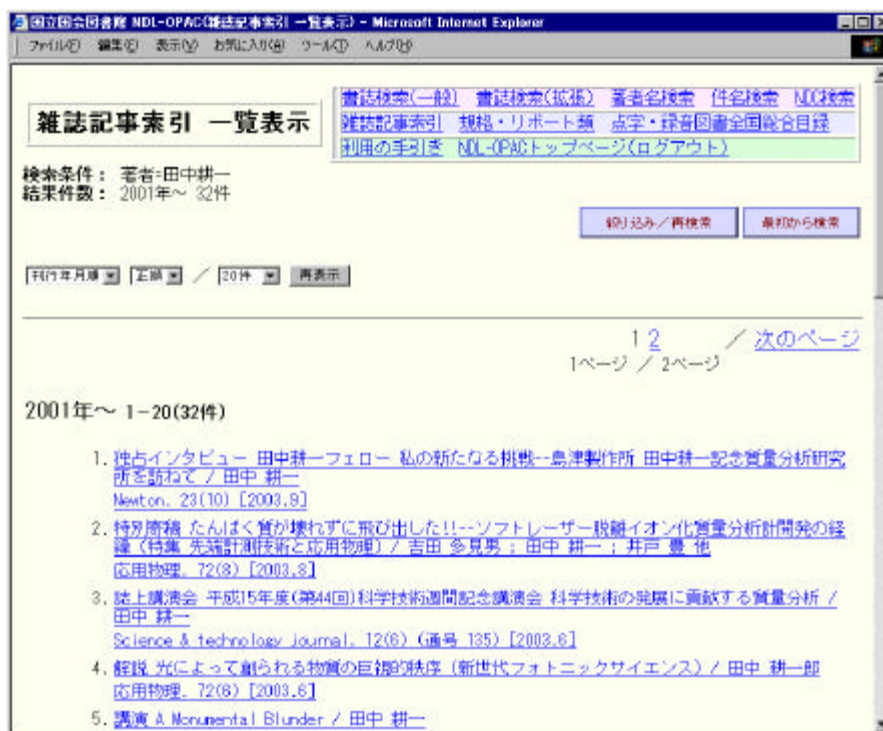 国立国会図書館 NDL-OPAC(雑誌記事索引 一覧表示) - Microsoft Internet Explorer
ファイル(F) 編集(E) 表示(V) お気に入り(A) ツール(T) ヘルプ(H)
書誌検索(一般) 書誌検索(拡張) 著者名検索 件名検索 NDC検索
雑誌記事索引 一覧表示
雑誌記事索引 規格・リポート類 点字・録音図書全国総合目録
利用の手引き NDL-OPACトップページ(ログアウト)
検索条件： 著者=田中耕一
結果件数： 2001年～ 32件
絞り込み／再検索 最初から検索
刊行年月順 正順 ／ 20件 再表示
1 2 ／ 次のページ
1ページ ／ 2ページ
2001年～ 1-20(32件)
1. 独占インタビュー 田中耕一フェロー 私の新たなる挑戦--島津製作所 田中耕一記念質量分析研究
所を訪ねて / 田中 耕一
Newton. 23(10) [2003.9]
2. 特別寄稿 たんぱく質が壊れずに飛び出した!!--ソフトレーザー脱離イオン化質量分析計開発の経
緯 (特集 先端計測技術と応用物理) / 吉田 多見男 ; 田中 耕一 ; 井戸 豊 他
応用物理. 72(8) [2003.8]
3. 誌上講演会 平成15年度(第44回)科学技術週間記念講演会 科学技術の発展に貢献する質量分析 /
田中 耕一
Science & technology journal. 12(6) (通号 135) [2003.6]
4. 解説 光によって創られる物質の巨視的秩序 (新世代フォトニックサイエンス) / 田中 耕一郎
応用物理. 72(6) [2003.6]
5. 講演 A Monumental Blunder / 田中 耕一